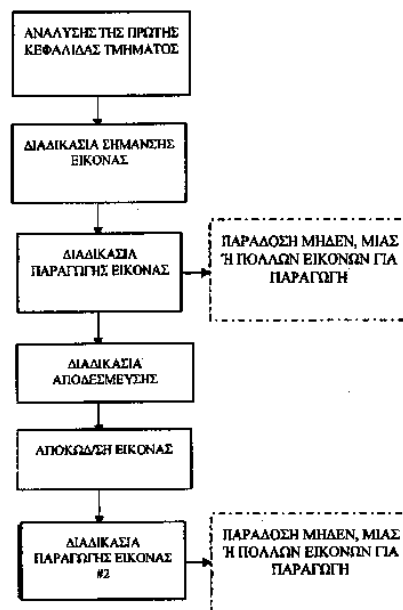 ΑΝΑΛΥΣΗΣ ΤΗΣ ΠΡΩΤΗΣ
ΚΕΦΑΛΙΔΑΣ ΤΜΗΜΑΤΟΣ
ΔΙΑΔΙΚΑΣΙΑ ΣΗΜΑΝΣΗΣ
ΕΙΚΟΝΑΣ
ΔΙΑΔΙΚΑΣΙΑ
ΠΑΡΑΓΩΓΗΣ ΕΙΚΟΝΑΣ
ΠΑΡΑΔΟΣΗ ΜΗΔΕΝ, ΜΙΑΣ
Ή ΠΟΛΛΩΝ ΕΙΚΟΝΩΝ ΓΙΑ
ΠΑΡΑΓΩΓΗ
ΔΙΑΔΙΚΑΣΙΑ
ΑΠΟΔΕΣΜΕΥΣΗΣ
ΑΠΟΚΩΔ/ΣΗ ΕΙΚΟΝΑΣ
ΔΙΑΔΙΚΑΣΙΑ
ΠΑΡΑΓΩΓΗΣ ΕΙΚΟΝΑΣ
#2
ΠΑΡΑΔΟΣΗ ΜΗΔΕΝ, ΜΙΑΣ
Ή ΠΟΛΛΩΝ ΕΙΚΟΝΩΝ ΓΙΑ
ΠΑΡΑΓΩΓΗ